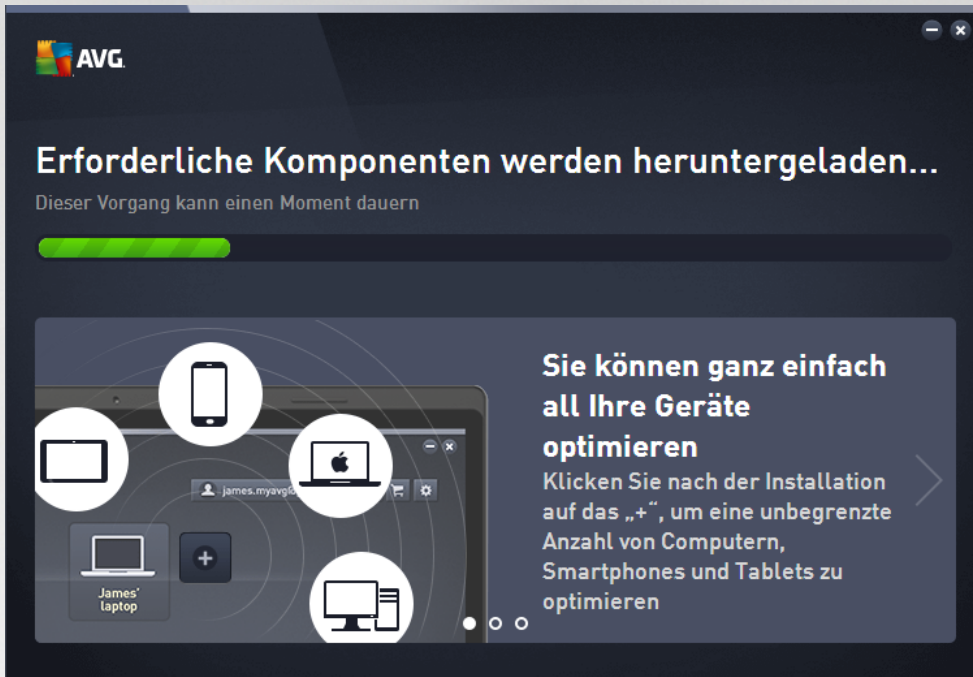 AVG.
Erforderliche Komponenten werden heruntergeladen...
Dieser Vorgang kann einen Moment dauern
Sie können ganz einfach
all Ihre Geräte
optimieren
Klicken Sie nach der Installation
auf das „+“, um eine unbegrenzte
Anzahl von Computern,
Smartphones und Tablets zu
optimieren
james.myavg
+
James'
laptop